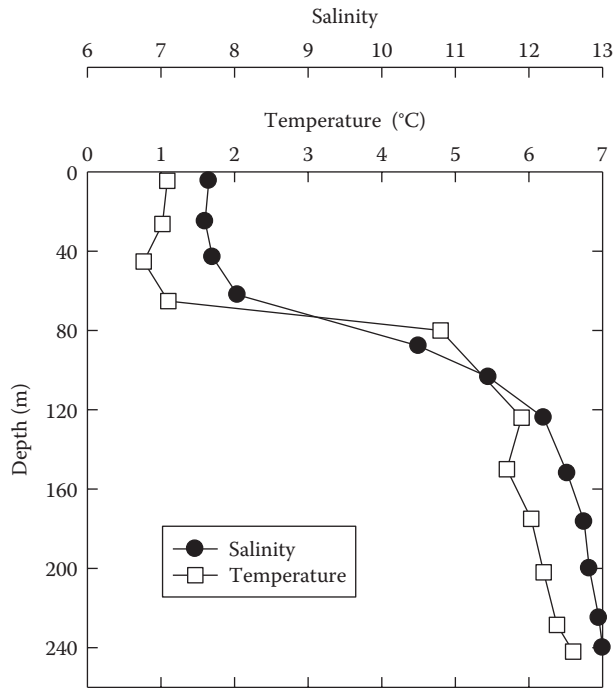 Salinity
6 7 8 9 10 11 12 13
Temperature (°C)
0 1 2 3 4 5 6 7
0
40
80
120
160
200
240
Depth (m)
Salinity
Temperature